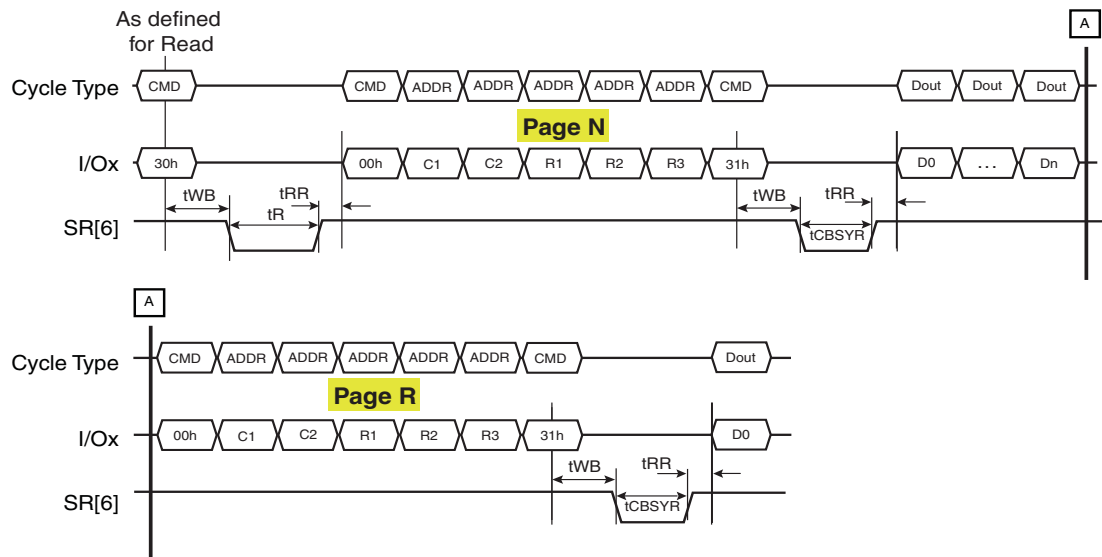 As defined
for Read
A
Cycle Type CMD CMD ADDR ADDR ADDR ADDR ADDR CMD Dout Dout Dout
Page N
I/Ox 30h 00h C1 C2 R1 R2 R3 31h D0 ... Dn
tWB tRR tWB tRR
tR
SR[6] tCBSYR
A
Cycle Type CMD ADDR ADDR ADDR ADDR ADDR CMD Dout
Page R
I/Ox 00h C1 C2 R1 R2 R3 31h D0
tWB tRR
SR[6] tCBSYR